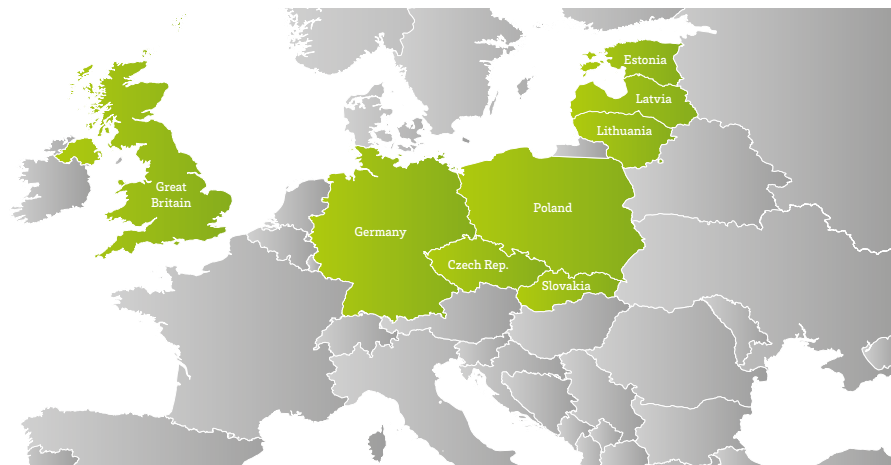 Estonia
Latvia
Lithuania
Great
Britain
Poland
Germany
Czech Rep.
Slovakia